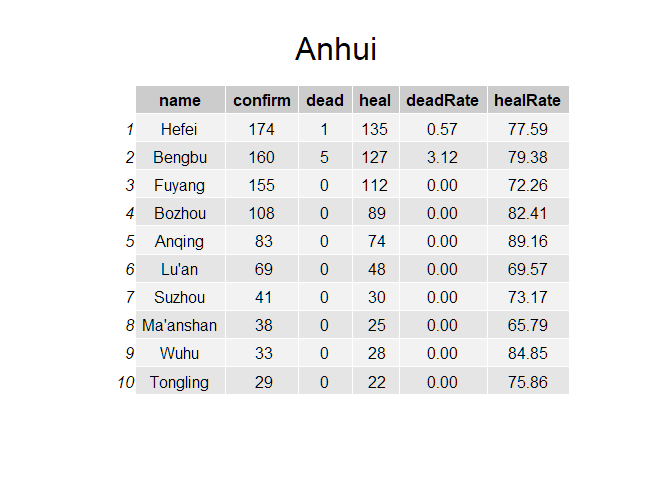 Anhui
name confirm dead heal deadRate healRate
1 Hefei 174 1 135 0.57 77.59
2 Bengbu 160 5 127 3.12 79.38
3 Fuyang 155 0 112 0.00 72.26
4 Bozhou 108 0 89 0.00 82.41
5 Anqing 83 0 74 0.00 89.16
6 Lu'an 69 0 48 0.00 69.57
7 Suzhou 41 0 30 0.00 73.17
8 Ma'anshan 38 0 25 0.00 65.79
9 Wuhu 33 0 28 0.00 84.85
10 Tongling 29 0 22 0.00 75.86